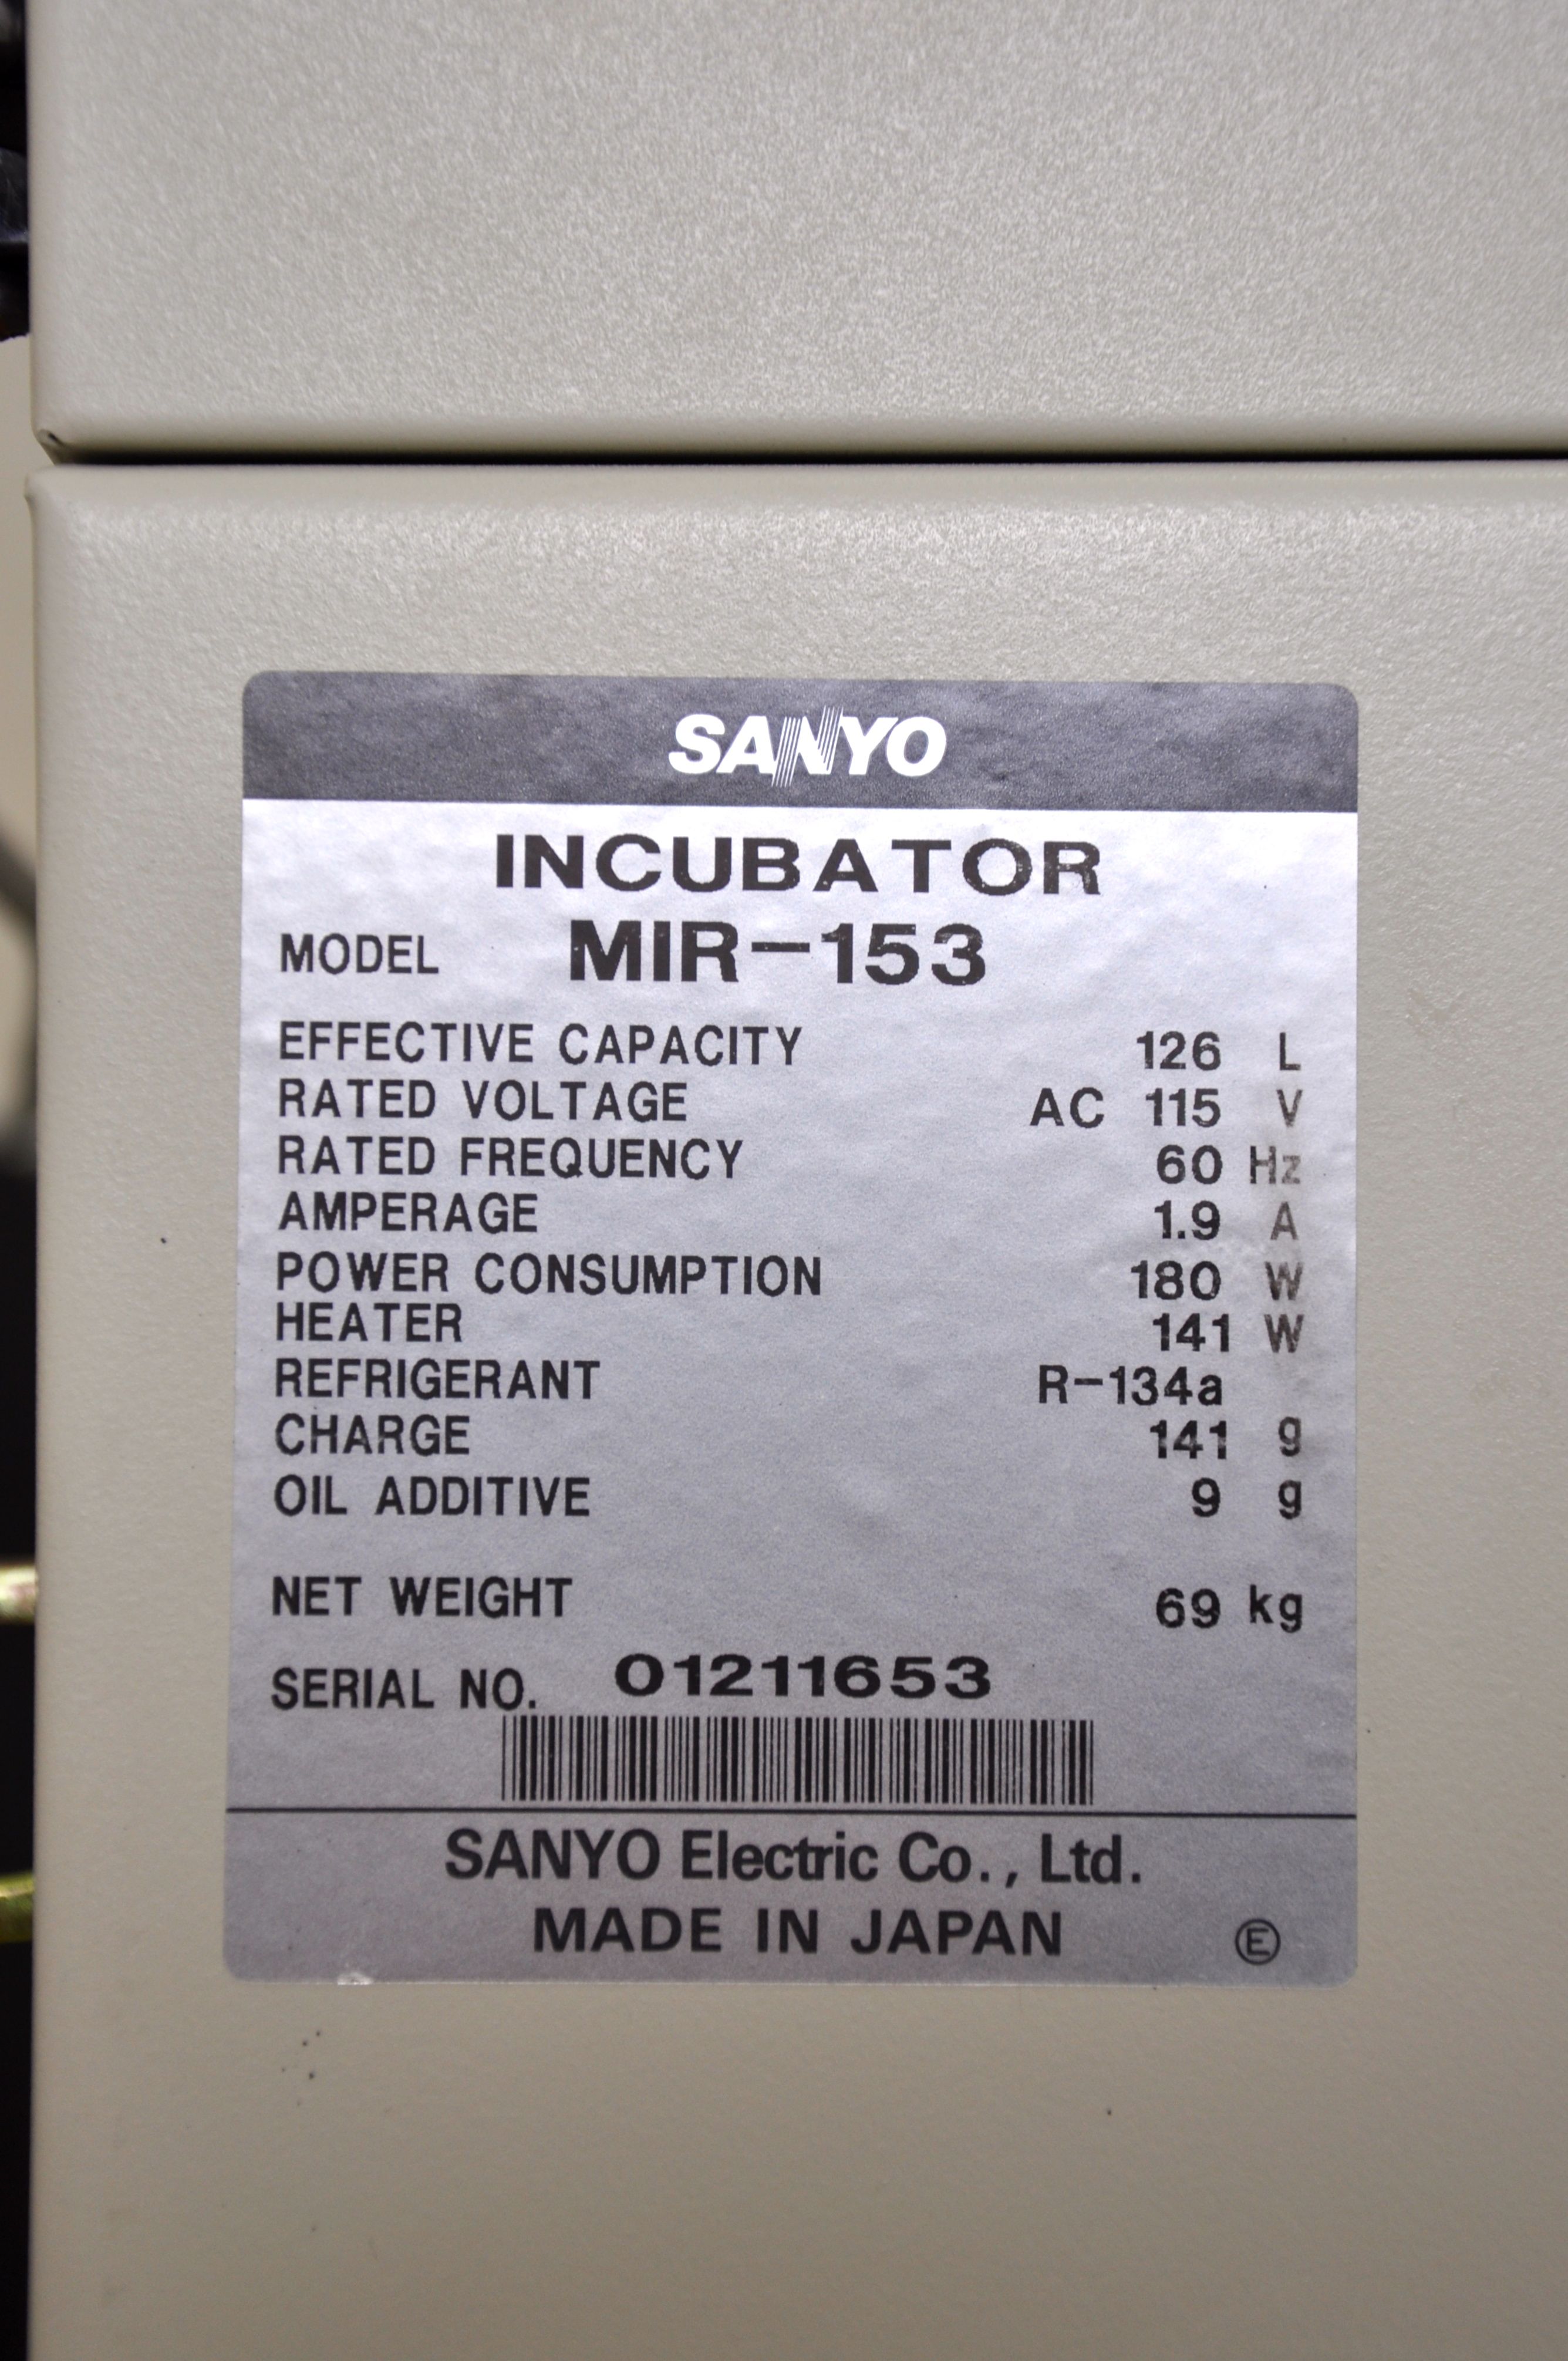 SANYO
INCUBATOR
MODEL MIR-153
EFFECTIVE CAPACITY 126 L
RATED VOLTAGE AC 115 V
RATED FREQUENCY 60 Hz
AMPERAGE 1.9 A
POWER CONSUMPTION 180 W
HEATER 141 W
REFRIGERANT R-134a
CHARGE 141 g
OIL ADDITIVE 9 g
NET WEIGHT 69 kg
SERIAL NO. 01211653
SANYO Electric Co., Ltd.
MADE IN JAPAN Ⓔ